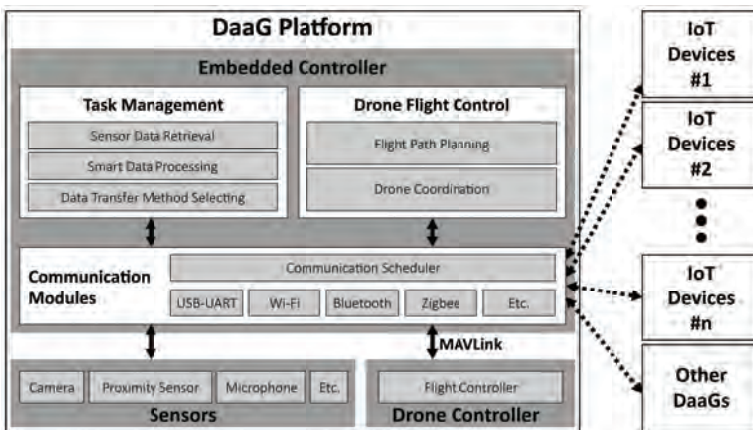 DaaG Platform
Embedded Controller
Task Management
Sensor Data Retrieval
Smart Data Processing
Data Transfer Method Selecting
Drone Flight Control
Flight Path Planning
Drone Coordination
Communication
Modules
Communication Scheduler
USB-UART
Wi-Fi
Bluetooth
Zigbee
Etc.
MAVLink
Camera
Proximity Sensor
Microphone
Etc.
Sensors
Flight Controller
Drone Controller
IoT
Devices
#1
IoT
Devices
#2
IoT
Devices
#n
Other
DaaGs